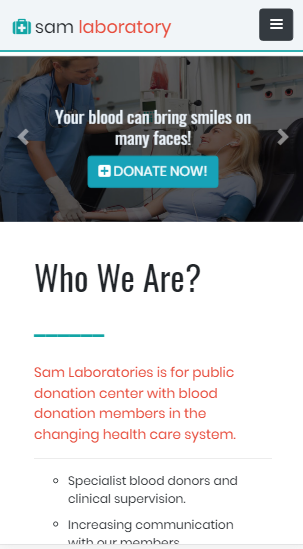 sam laboratory
Your blood can bring smiles on
many faces!
DONATE NOW!
Who We Are?
Sam Laboratories is for public
donation center with blood
donation members in the
changing health care system.
Specialist blood donors and
clinical supervision.
Increasing communication
with our members